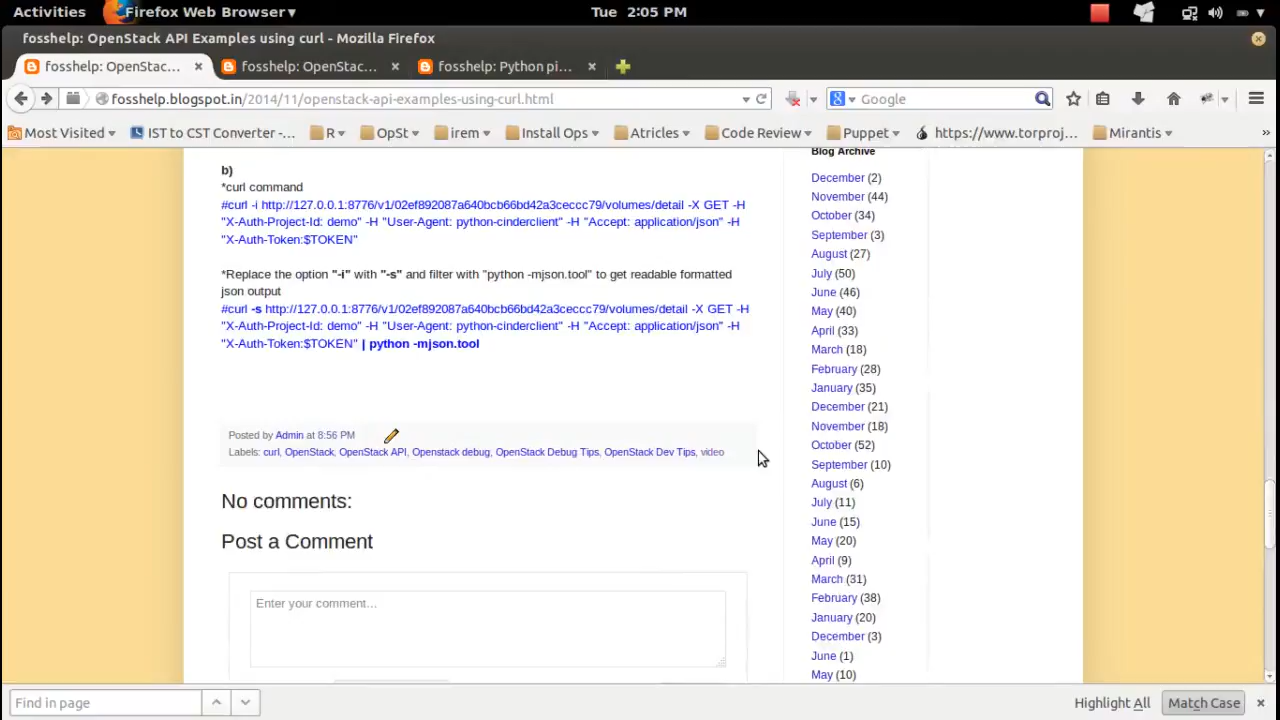 Activities
Firefox Web Browser ▾
Tue 2:05 PM
fosshelp: OpenStack API Examples using curl - Mozilla Firefox
fosshelp: OpenStac...
fosshelp: OpenStac...
fosshelp: Python pi...
fosshelp.blogspot.in/2014/11/openstack-api-examples-using-curl.html
Google
Most Visited
IST to CST Converter -...
R
OpSt
irem
Install Ops
Atricles
Code Review
Puppet
https://www.torproj...
Mirantis
»
b)
*curl command
#curl -i http://127.0.0.1:8776/v1/02ef892087a640bcb66bd42a3ceccc79/volumes/detail -X GET -H
"X-Auth-Project-Id: demo" -H "User-Agent: python-cinderclient" -H "Accept: application/json" -H
"X-Auth-Token:$TOKEN"
*Replace the option "-i" with "-s" and filter with "python -mjson.tool" to get readable formatted
json output
#curl -s http://127.0.0.1:8776/v1/02ef892087a640bcb66bd42a3ceccc79/volumes/detail -X GET -H
"X-Auth-Project-Id: demo" -H "User-Agent: python-cinderclient" -H "Accept: application/json" -H
"X-Auth-Token:$TOKEN" | python -mjson.tool
Posted by Admin at 8:56 PM
Labels: curl, OpenStack, OpenStack API, Openstack debug, OpenStack Debug Tips, OpenStack Dev Tips, video
No comments:
Post a Comment
Enter your comment...
Blog Archive
December (2)
November (44)
October (34)
September (3)
August (27)
July (50)
June (46)
May (40)
April (33)
March (18)
February (28)
January (35)
December (21)
November (18)
October (52)
September (10)
August (6)
July (11)
June (15)
May (20)
April (9)
March (31)
February (38)
January (20)
December (3)
June (1)
May (10)
Find in page
Highlight All
Match Case